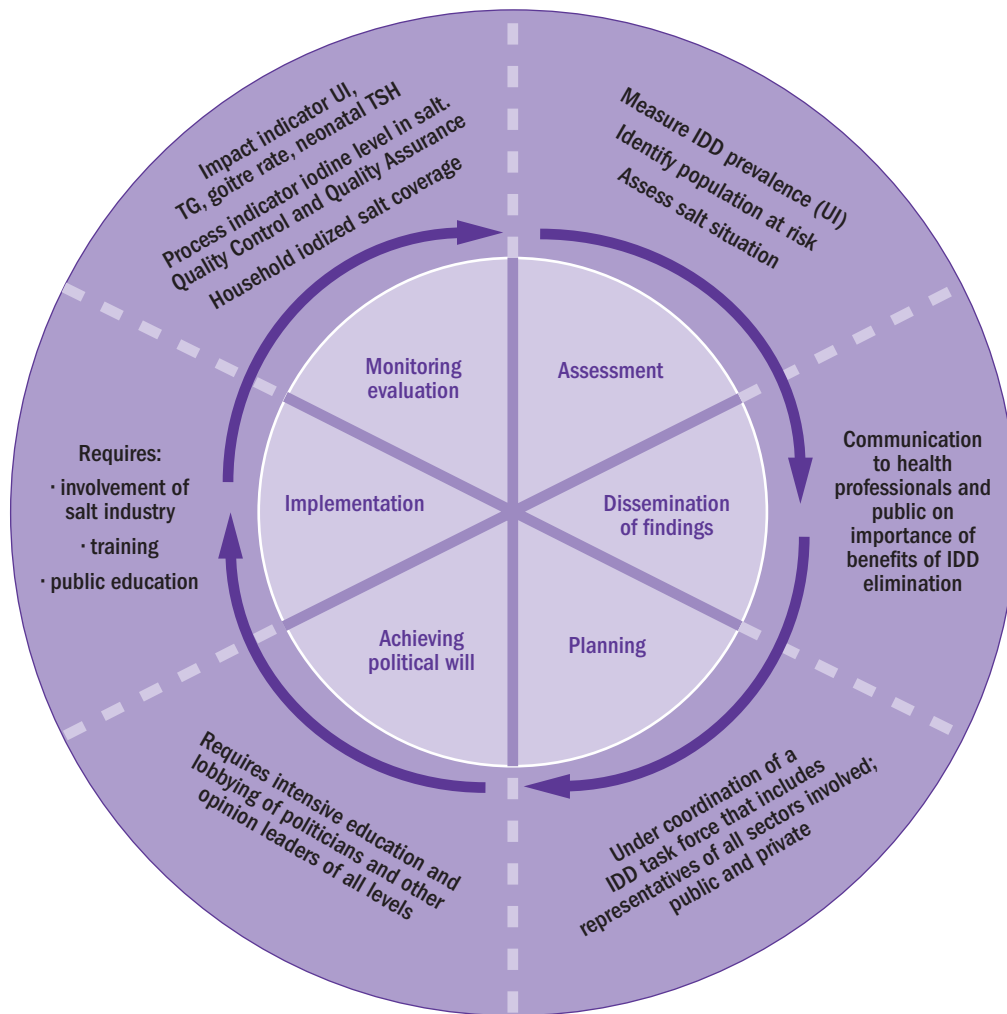 Impact indicator UI,
TG, goitre rate, neonatal TSH
Process indicator iodine level in salt.
Quality Control and Quality Assurance
Household iodized salt coverage
Measure IDD prevalence (UI)
Identify population at risk
Assess salt situation
Monitoring
evaluation
Assessment
Requires:
· involvement of
salt industry
· training
· public education
Implementation
Dissemination
of findings
Communication
to health
professionals and
public on
importance of
benefits of IDD
elimination
Achieving
political will
Planning
Requires intensive education and
lobbying of politicians and other
opinion leaders of all levels
Under coordination of a
IDD task force that includes
representatives of all sectors involved;
public and private